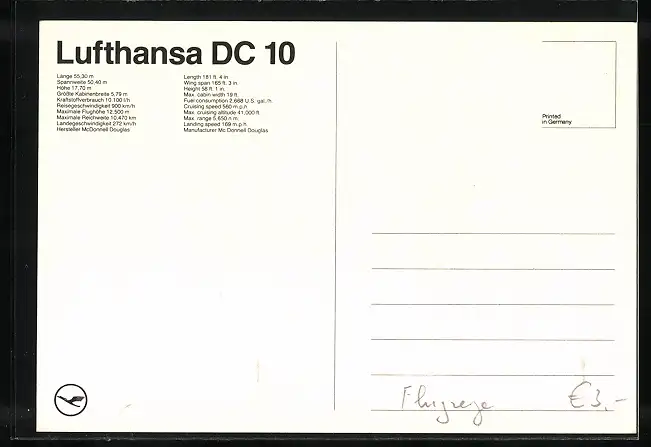 Lufthansa DC 10
Länge 55,30 m
Spannweite 50,40 m
Höhe 17,70 m
Größte Kabinenbreite 5,79 m
Kraftstoffverbrauch 10.100 l/h
Reisegeschwindigkeit 900 km/h
Maximale Flughöhe 12.500 m
Maximale Reichweite 10.470 km
Landegeschwindigkeit 272 km/h
Hersteller McDonnell Douglas
Length 181 ft. 4 in
Wing span 165 ft. 3 in
Height 58 ft. 1 in.
Max. cabin width 19 ft.
Fuel consumption 2.668 U.S. gal./h.
Cruising speed 560 m.p.h
Max. cruising altitude 41,000 ft.
Max. range 5,650 n.m.
Landing speed 169 m.p.h
Manufacturer Mc Donnell Douglas
Printed
in Germany
€3,-